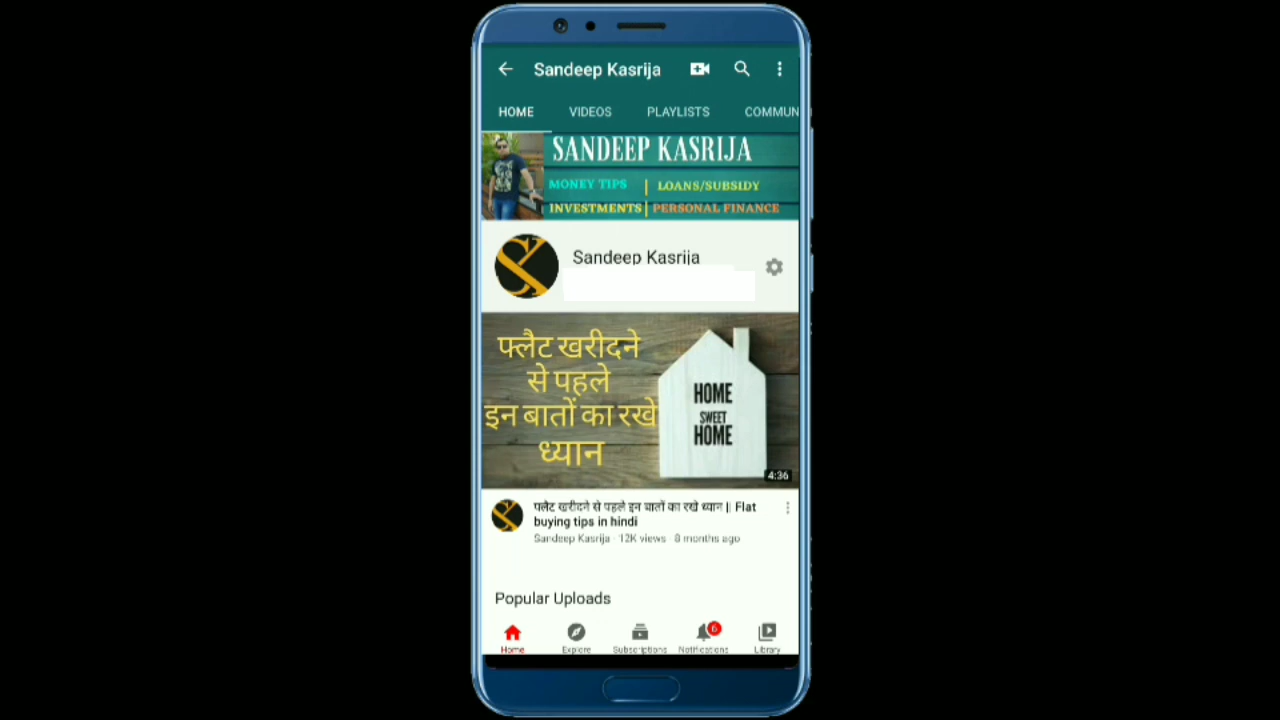 Sandeep Kasrija
HOME VIDEOS PLAYLISTS COMMUN
SANDEEP KASRIJA
MONEY TIPS | LOANS/SUBSIDY
INVESTMENTS | PERSONAL FINANCE
Sandeep Kasrija
फ्लैट खरीदने
से पहले
इन बातों का रखे
ध्यान
HOME
SWEET
HOME
4:36
फ्लैट खरीदने से पहले इन बातों का रखे ध्यान || Flat
buying tips in hindi
Sandeep Kasrija · 12K views · 8 months ago
Popular Uploads
6
Home Explore Subscriptions Notifications Library